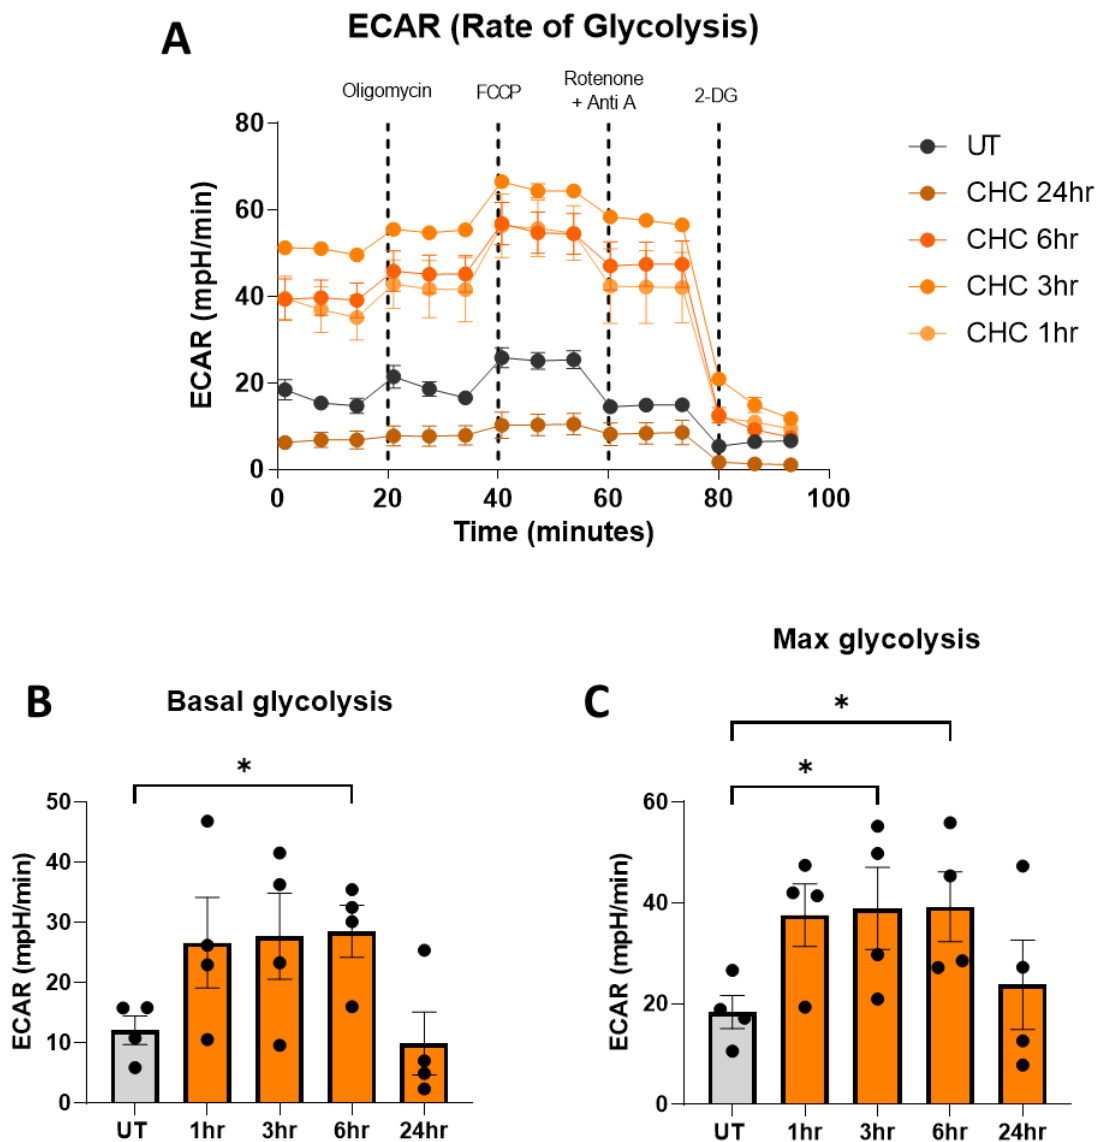 A
ECAR (Rate of Glycolysis)
Oligomycin
FCCP
Rotenone
+ Anti A
2-DG
ECAR (mpH/min)
80
60
40
20
0
0 20 40 60 80 100
Time (minutes)
UT
CHC 24hr
CHC 6hr
CHC 3hr
CHC 1hr
B
Basal glycolysis
*
ECAR (mpH/min)
50
40
30
20
10
0
UT 1hr 3hr 6hr 24hr
C
Max glycolysis
*
*
ECAR (mpH/min)
60
40
20
0
UT 1hr 3hr 6hr 24hr